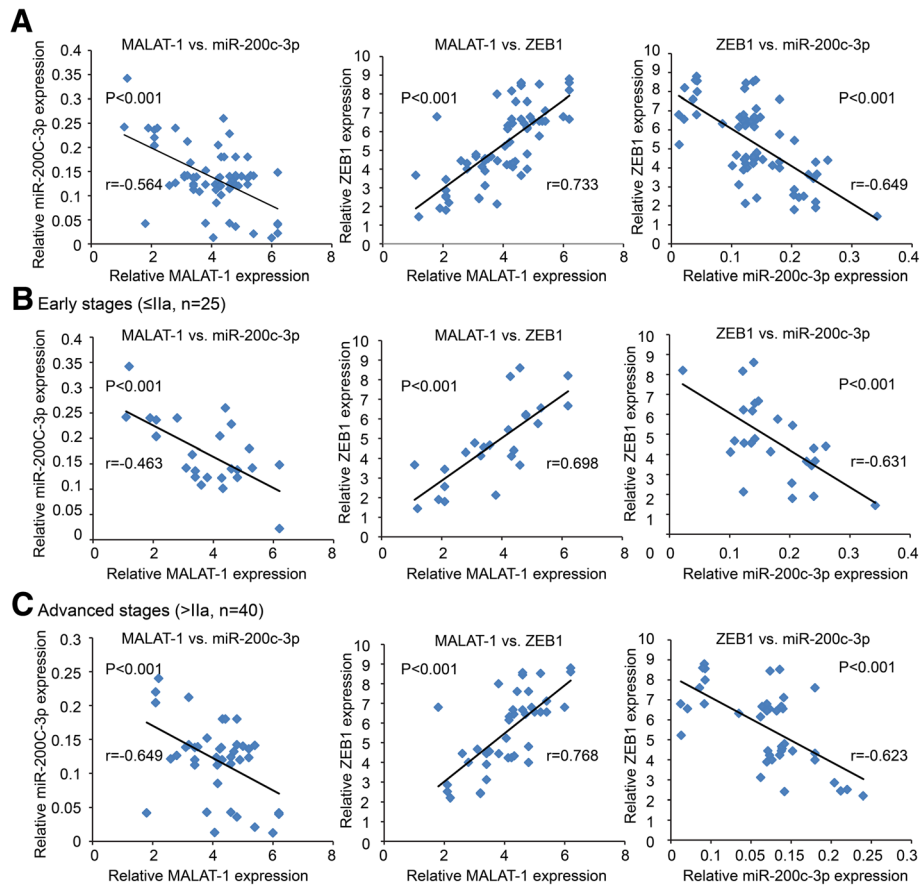 A
MALAT-1 vs. miR-200c-3p
Relative miR-200C-3p expression
0.4
0.35
0.3
0.25
0.2
0.15
0.1
0.05
0
P<0.001
r=-0.564
0 2 4 6 8
Relative MALAT-1 expression
MALAT-1 vs. ZEB1
Relative ZEB1 expression
10
9
8
7
6
5
4
3
2
1
0
P<0.001
r=0.733
0 2 4 6 8
Relative MALAT-1 expression
ZEB1 vs. miR-200c-3p
Relative ZEB1 expression
10
9
8
7
6
5
4
3
2
1
0
P<0.001
r=-0.649
0 0.1 0.2 0.3 0.4
Relative miR-200c-3p expression
B Early stages (≤IIa, n=25)
MALAT-1 vs. miR-200c-3p
Relative miR-200C-3p expression
0.4
0.35
0.3
0.25
0.2
0.15
0.1
0.05
0
P<0.001
r=-0.463
0 2 4 6 8
Relative MALAT-1 expression
MALAT-1 vs. ZEB1
Relative ZEB1 expression
10
9
8
7
6
5
4
3
2
1
0
P<0.001
r=0.698
0 2 4 6 8
Relative MALAT-1 expression
ZEB1 vs. miR-200c-3p
Relative ZEB1 expression
10
9
8
7
6
5
4
3
2
1
0
P<0.001
r=-0.631
0 0.1 0.2 0.3 0.4
Relative miR-200c-3p expression
C Advanced stages (>IIa, n=40)
MALAT-1 vs. miR-200c-3p
Relative miR-200C-3p expression
0.3
0.25
0.2
0.15
0.1
0.05
0
P<0.001
r=-0.649
0 2 4 6 8
Relative MALAT-1 expression
MALAT-1 vs. ZEB1
Relative ZEB1 expression
10
9
8
7
6
5
4
3
2
1
0
P<0.001
r=0.768
0 2 4 6 8
Relative MALAT-1 expression
ZEB1 vs. miR-200c-3p
Relative ZEB1 expression
10
9
8
7
6
5
4
3
2
1
0
P<0.001
r=-0.623
0 0.1 0.05 0.15 0.20 0.25 0.3
Relative miR-200c-3p expression